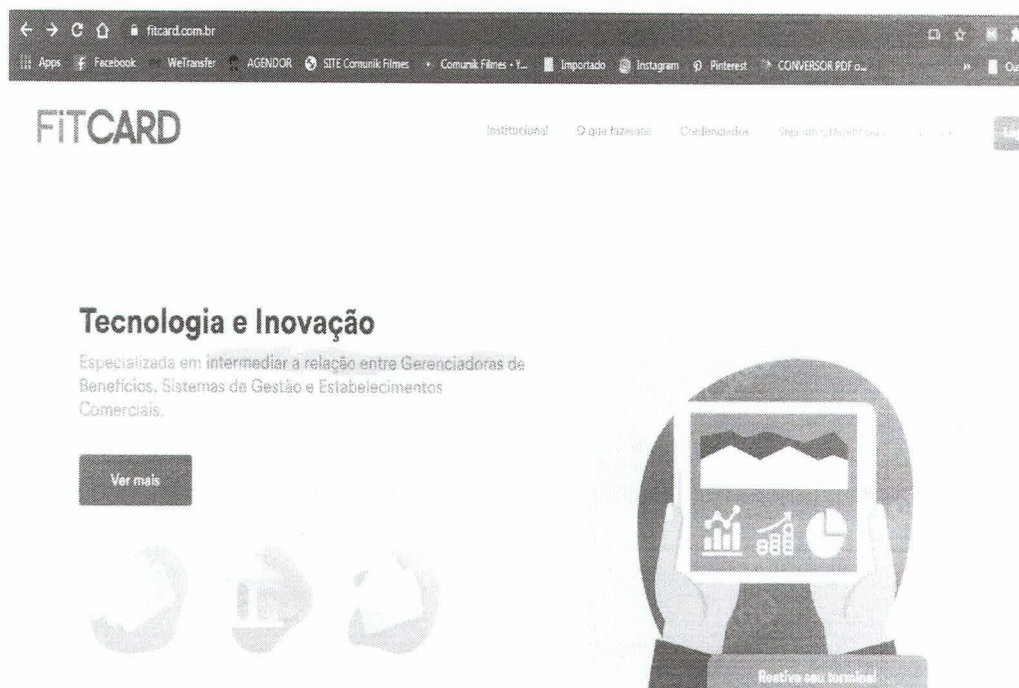 fitcard.com.br
Apps Facebook WeTransfer AGENDOR SITE Comunik Filmes Comunik Filmes - Y... Importado Instagram Pinterest CONVERSOR PDF o... »
FiTCARD
Institucional O que fazemos Credenciados
Tecnologia e Inovação
Especializada em intermediar a relação entre Gerenciadoras de
Benefícios, Sistemas de Gestão e Estabelecimentos
Comerciais.
Ver mais
Reative seu terminal